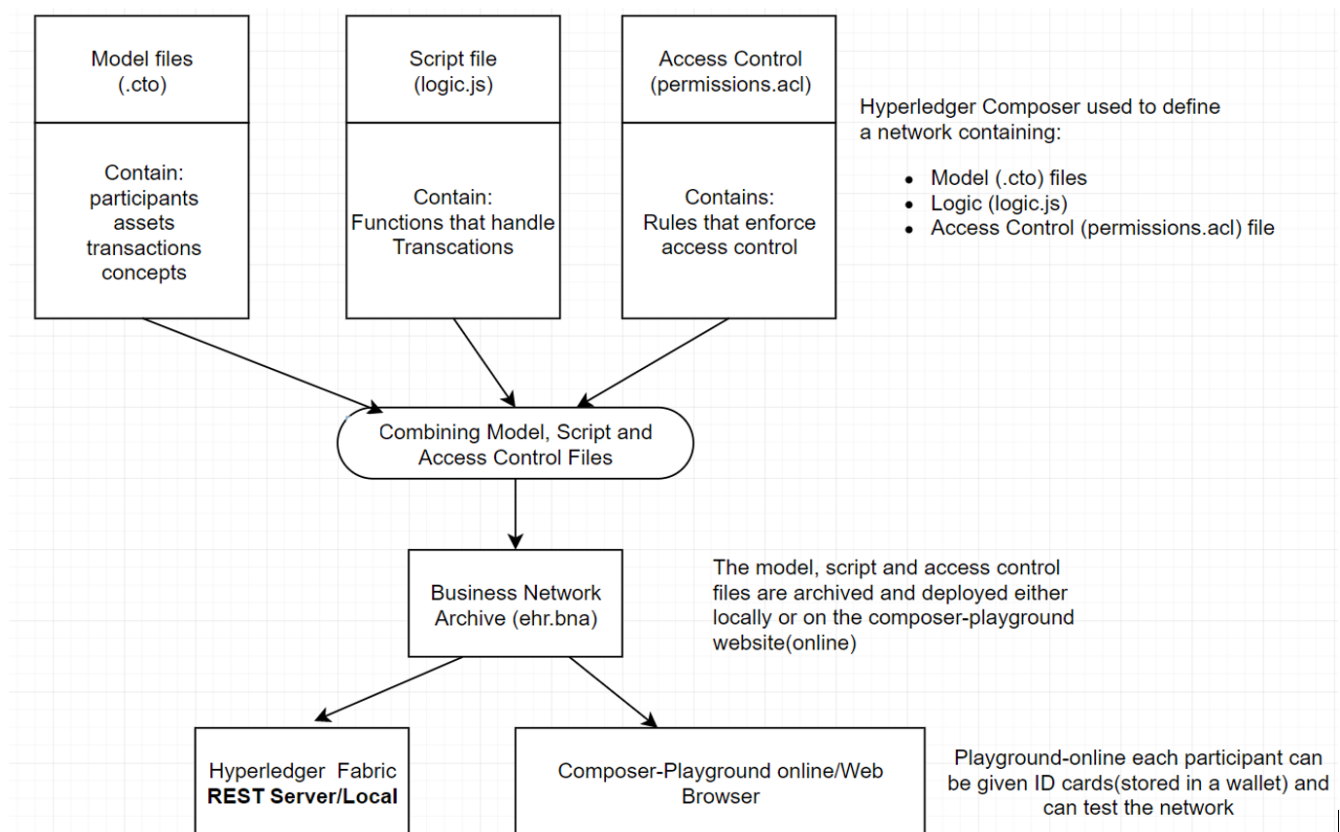 Model files
(.cto)
Contain:
participants
assets
transactions
concepts
Script file
(logic.js)
Contain:
Functions that handle
Transcations
Access Control
(permissions.acl)
Contains:
Rules that enforce
access control
Hyperledger Composer used to define
a network containing:
• Model (.cto) files
• Logic (logic.js)
• Access Control (permissions.acl) file
Combining Model, Script and
Access Control Files
Business Network
Archive (ehr.bna)
The model, script and access control
files are archived and deployed either
locally or on the composer-playground
website(online)
Hyperledger Fabric
REST Server/Local
Composer-Playground online/Web
Browser
Playground-online each participant can
be given ID cards(stored in a wallet) and
can test the network